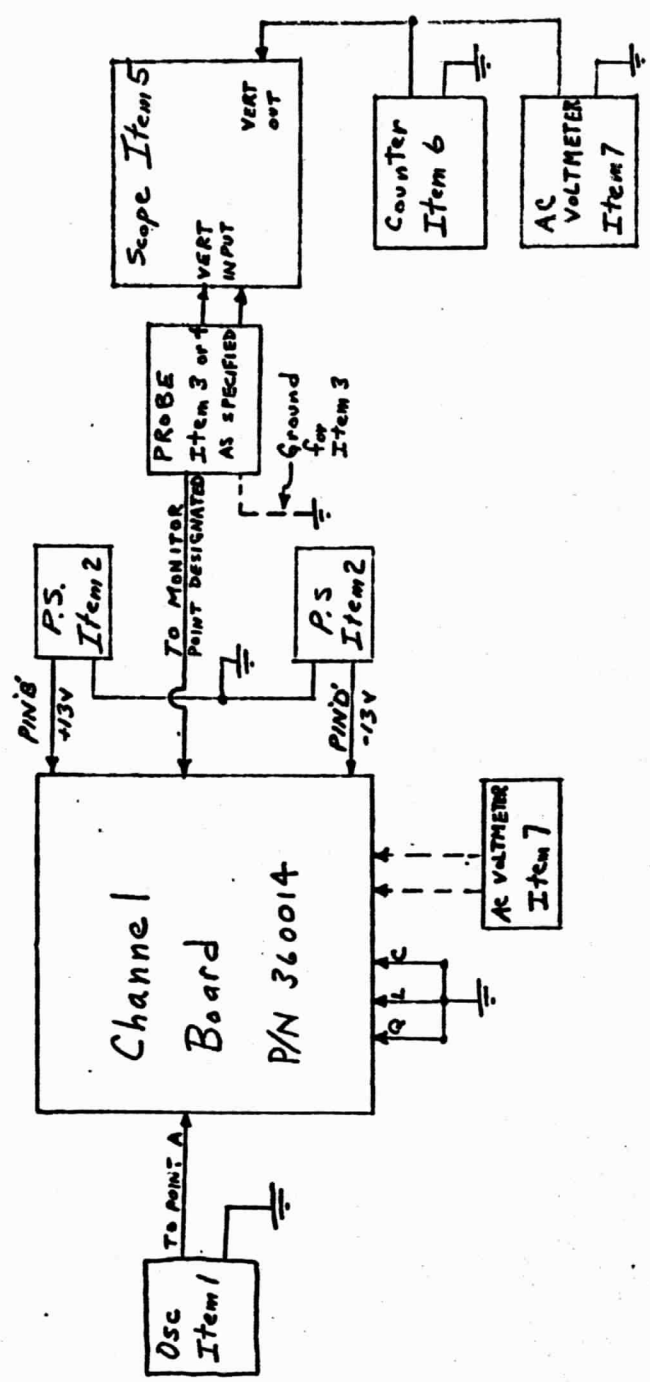 Osc
Item 1
TO POINT A
Channel
Board
P/N 360014
Q
L
C
PIN'B'
+13V
P.S.
Item 2
TO MONITOR
POINT DESIGNATED
PIN'D'
-13V
P.S
Item 2
AC VOLTMETER
Item 7
PROBE
Item 3 or 4
AS SPECIFIED
Ground
for
Item 3
Scope Item 5
VERT
INPUT
VERT
OUT
Counter
Item 6
AC
VOLTMETER
Item 7